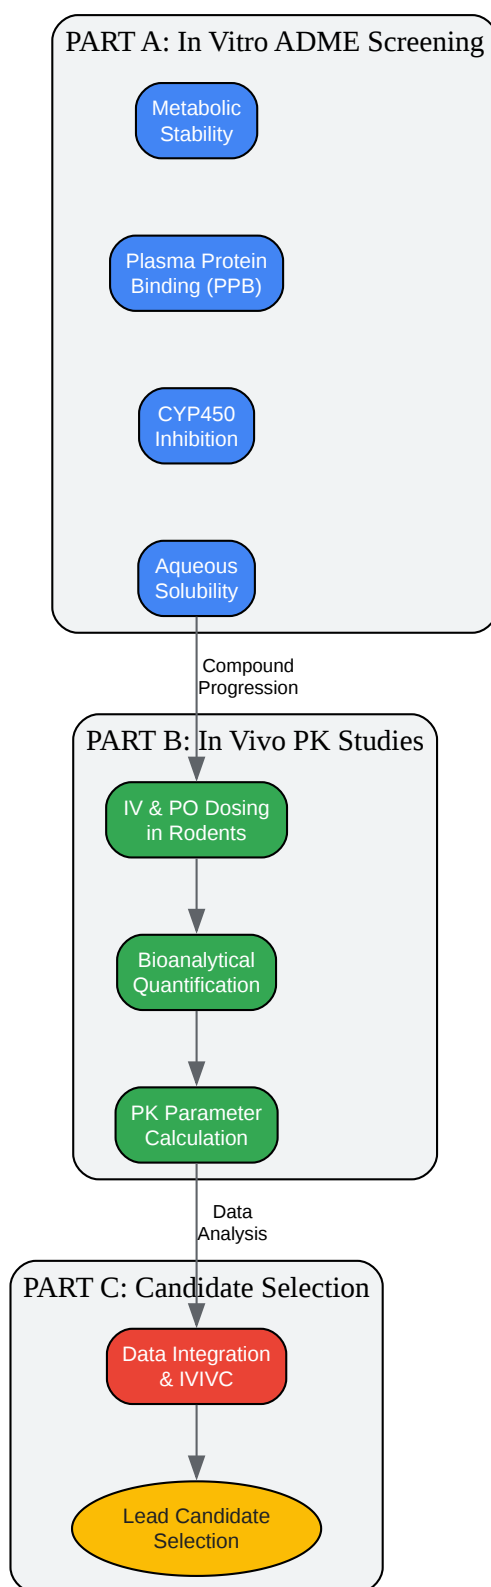 PART A: In Vitro ADME Screening
Metabolic
Stability
Plasma Protein
Binding (PPB)
CYP450
Inhibition
Aqueous
Solubility
Compound
Progression
PART B: In Vivo PK Studies
IV & PO Dosing
in Rodents
Bioanalytical
Quantification
PK Parameter
Calculation
Data
Analysis
PART C: Candidate Selection
Data Integration
& IVIVC
Lead Candidate
Selection